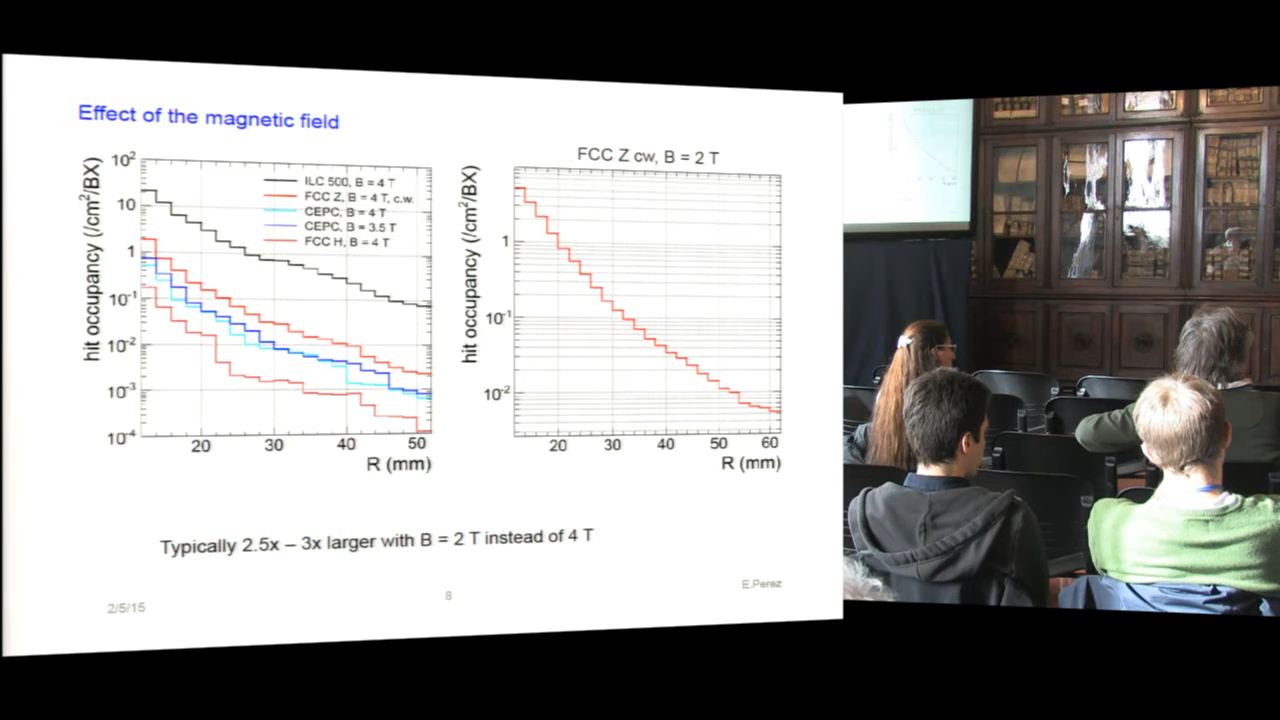 Effect of the magnetic field
hit occupancy (/cm²/BX)
10²
10
1
10⁻¹
10⁻²
10⁻³
10⁻⁴
ILC 500, B = 4 T
FCC Z, B = 4 T, c.w.
CEPC, B = 4 T
CEPC, B = 3.5 T
FCC H, B = 4 T
20 30 40 50
R (mm)
FCC Z cw, B = 2 T
hit occupancy (/cm²/BX)
1
10⁻¹
10⁻²
20 30 40 50 60
R (mm)
Typically 2.5x – 3x larger with B = 2 T instead of 4 T
2/5/15
8
E.Perez